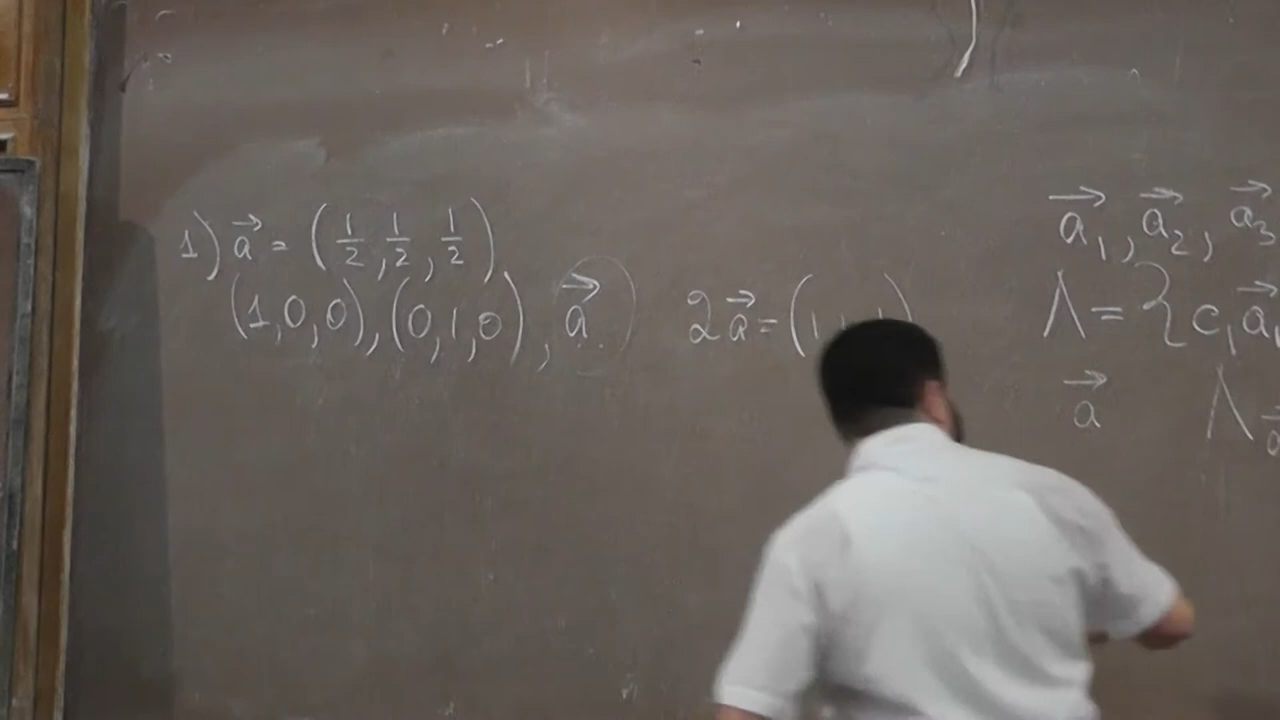 1) a⃗ = (1/2, 1/2, 1/2)
(1,0,0), (0,1,0), a⃗ 2a⃗ = (1
a⃗₁, a⃗₂, a⃗₃
Λ = {c₁a⃗₁
a⃗ Λ